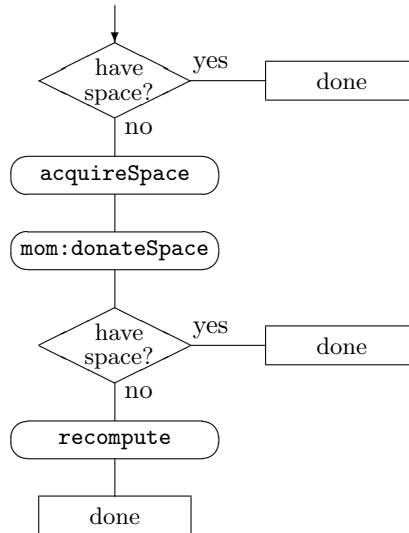 have
space?
yes
done
no
acquireSpace
mom:donateSpace
have
space?
yes
done
no
recompute
done